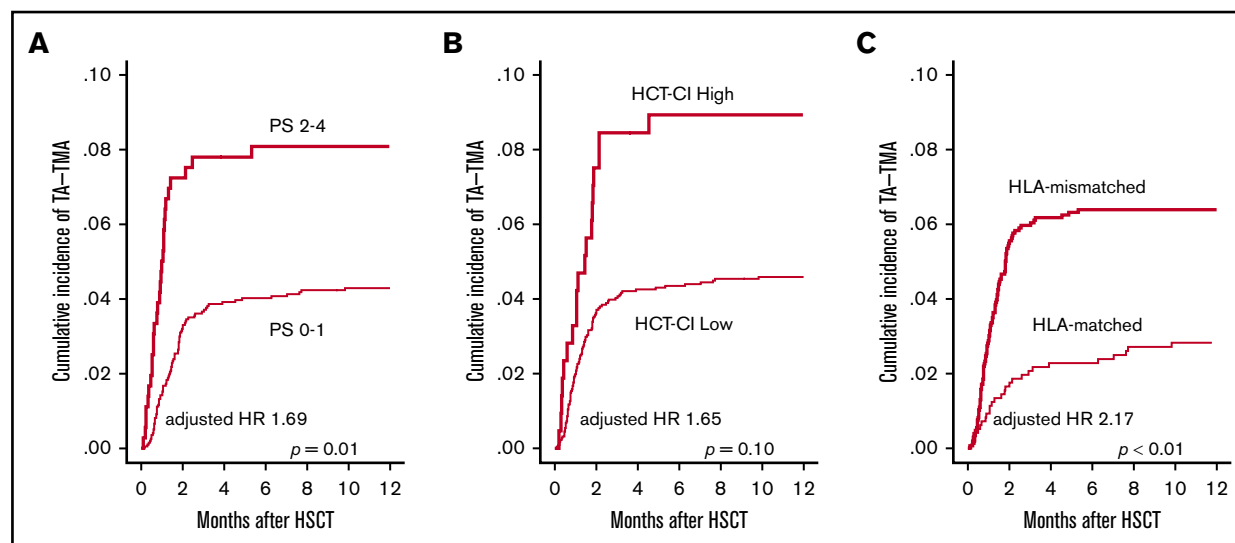 A
Cumulative incidence of TA–TMA
.10
.08
.06
.04
.02
.00
PS 2-4
PS 0-1
adjusted HR 1.69
p = 0.01
0 2 4 6 8 10 12
Months after HSCT
B
Cumulative incidence of TA–TMA
.10
.08
.06
.04
.02
.00
HCT-CI High
HCT-CI Low
adjusted HR 1.65
p = 0.10
0 2 4 6 8 10 12
Months after HSCT
C
Cumulative incidence of TA–TMA
.10
.08
.06
.04
.02
.00
HLA-mismatched
HLA-matched
adjusted HR 2.17
p < 0.01
0 2 4 6 8 10 12
Months after HSCT